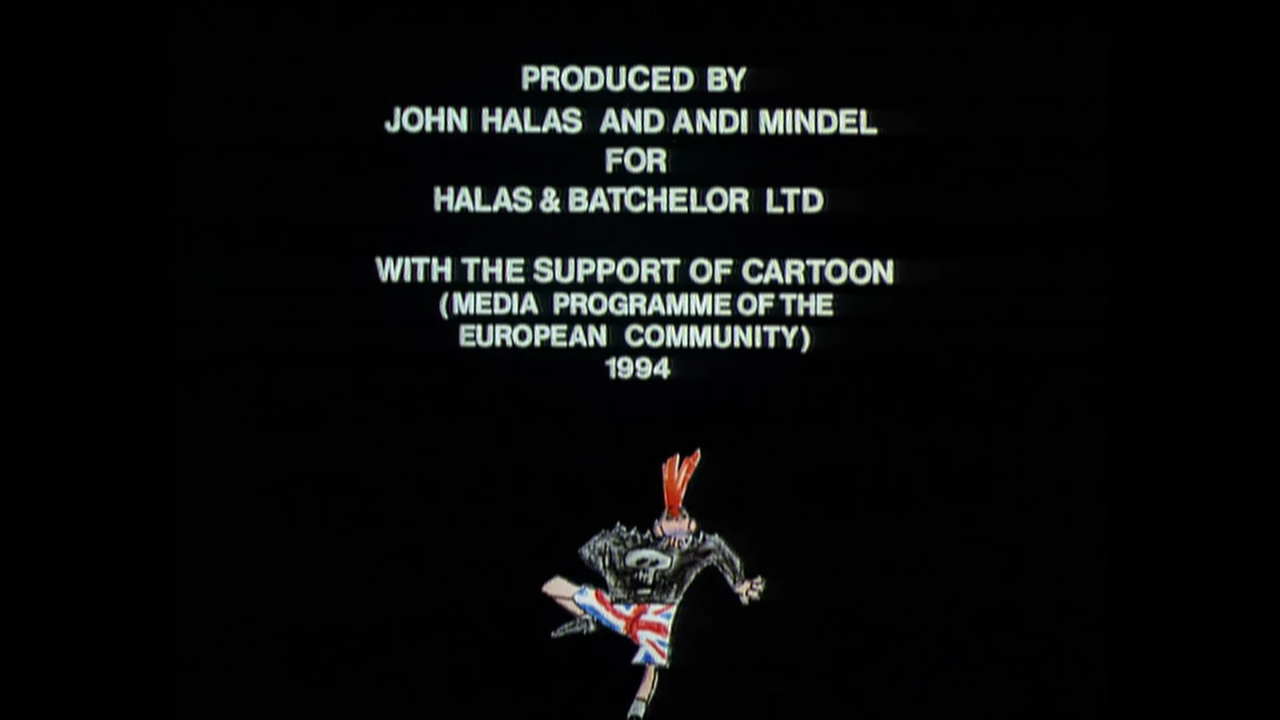 PRODUCED BY
JOHN HALAS AND ANDI MINDEL
FOR
HALAS & BATCHELOR LTD
WITH THE SUPPORT OF CARTOON
(MEDIA PROGRAMME OF THE
EUROPEAN COMMUNITY)
1994